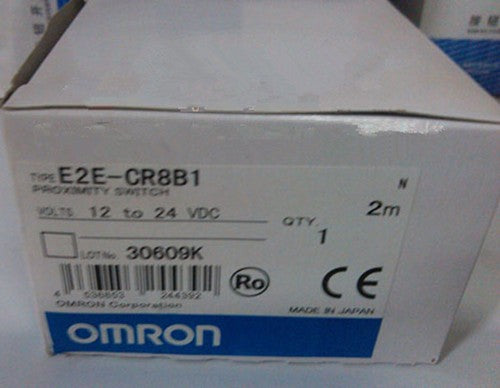 TYPE E2E-CR8B1
PROXIMITY SWITCH
N
VOLTS 12 to 24 VDC
2m
QTY. 1
LOT No. 30609K
Ro
CE
OMRON Corporation
MADE IN JAPAN
OMRON